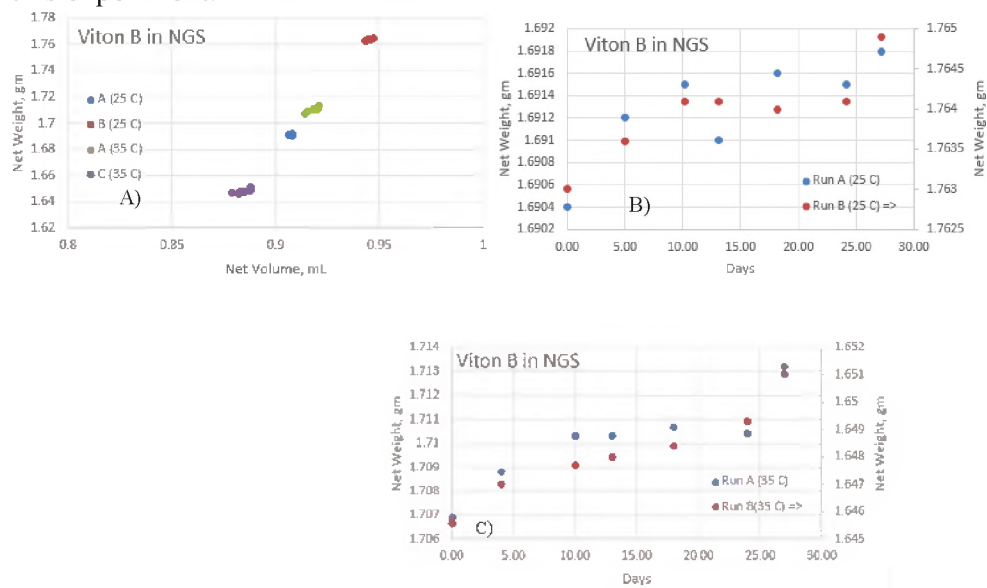 Viton B in NGS
Net Weight, gm
1.78
1.76
1.74
1.72
1.7
1.68
1.66
1.64
1.62
A (25 C)
B (25 C)
A (35 C)
C (35 C)
A)
0.8
0.85
0.9
0.95
1
Net Volume, mL
Viton B in NGS
Net Weight, gm
1.692
1.6918
1.6916
1.6914
1.6912
1.691
1.6908
1.6906
1.6904
1.6902
1.765
1.7645
1.764
1.7635
1.763
1.7625
Net Weight, gm
Run A (25 C)
Run B (25 C) =>
B)
0.00
5.00
10.00
15.00
20.00
25.00
30.00
Days
Viton B in NGS
Net Weight, gm
1.714
1.713
1.712
1.711
1.71
1.709
1.708
1.707
1.706
1.652
1.651
1.65
1.649
1.648
1.647
1.646
1.645
Net Weight, gm
Run A (35 C)
Run B(35 C) =>
C)
0.00
5.00
10.00
15.00
20.00
25.00
30.00
Days